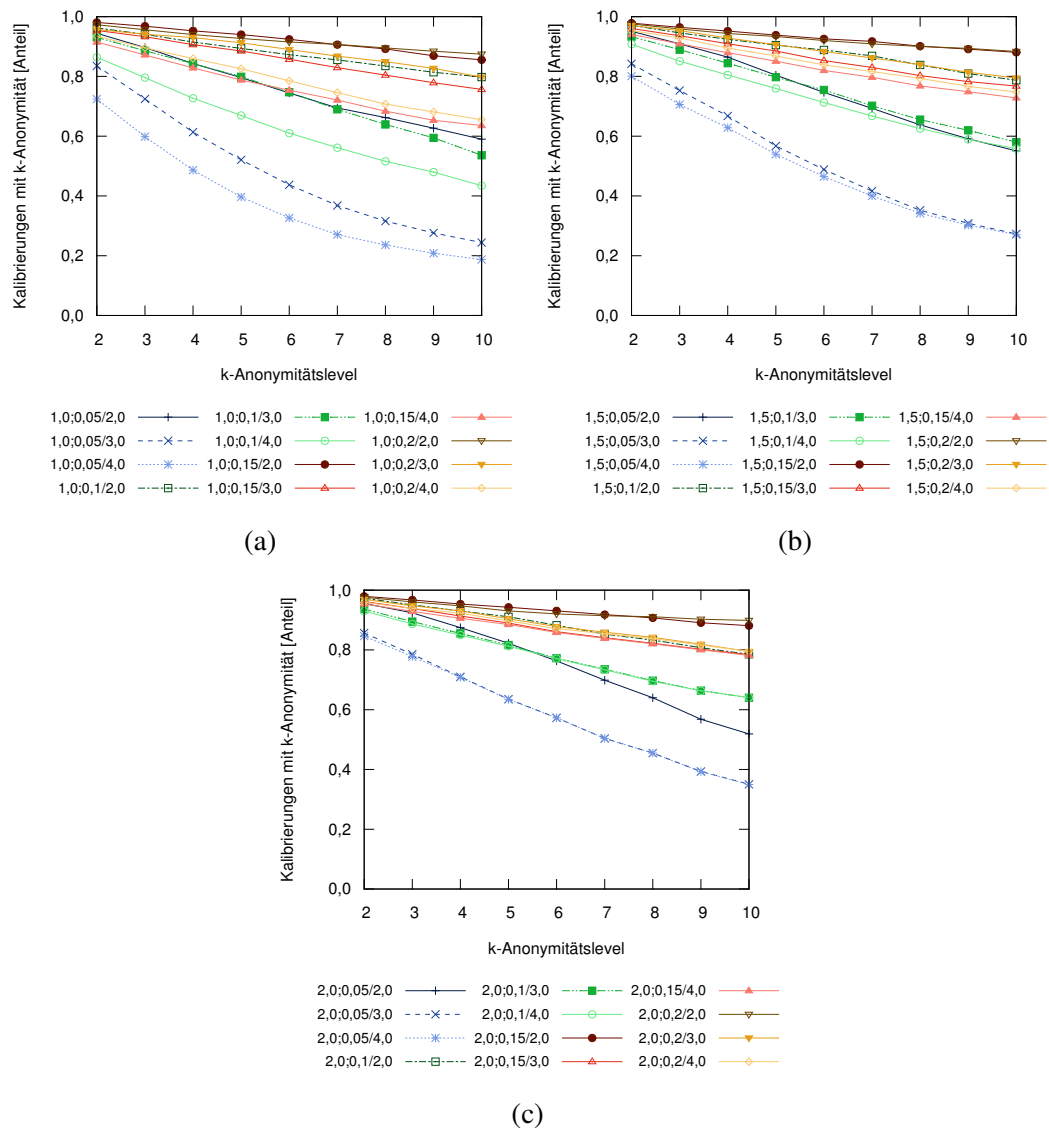 1,0
0,8
0,6
0,4
0,2
0,0
2 3 4 5 6 7 8 9 10
Kalibrierungen mit k-Anonymität [Anteil]
k-Anonymitätslevel
1,0;0,05/2,0 1,0;0,1/3,0 1,0;0,15/4,0
1,0;0,05/3,0 1,0;0,1/4,0 1,0;0,2/2,0
1,0;0,05/4,0 1,0;0,15/2,0 1,0;0,2/3,0
1,0;0,1/2,0 1,0;0,15/3,0 1,0;0,2/4,0
(a)
1,0
0,8
0,6
0,4
0,2
0,0
2 3 4 5 6 7 8 9 10
Kalibrierungen mit k-Anonymität [Anteil]
k-Anonymitätslevel
1,5;0,05/2,0 1,5;0,1/3,0 1,5;0,15/4,0
1,5;0,05/3,0 1,5;0,1/4,0 1,5;0,2/2,0
1,5;0,05/4,0 1,5;0,15/2,0 1,5;0,2/3,0
1,5;0,1/2,0 1,5;0,15/3,0 1,5;0,2/4,0
(b)
1,0
0,8
0,6
0,4
0,2
0,0
2 3 4 5 6 7 8 9 10
Kalibrierungen mit k-Anonymität [Anteil]
k-Anonymitätslevel
2,0;0,05/2,0 2,0;0,1/3,0 2,0;0,15/4,0
2,0;0,05/3,0 2,0;0,1/4,0 2,0;0,2/2,0
2,0;0,05/4,0 2,0;0,15/2,0 2,0;0,2/3,0
2,0;0,1/2,0 2,0;0,15/3,0 2,0;0,2/4,0
(c)